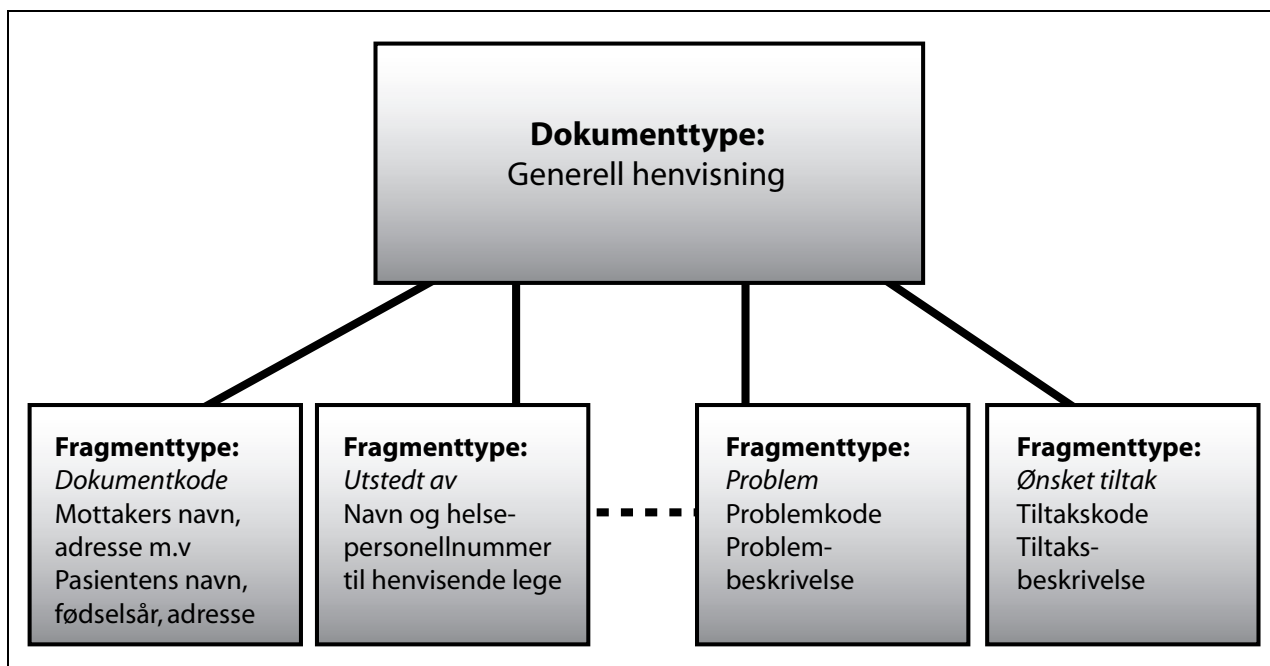 Dokumenttype:
Generell henvisning
Fragmenttype:
Dokumentkode
Mottakers navn,
adresse m.v
Pasientens navn,
fødselsår, adresse
Fragmenttype:
Utstedt av
Navn og helse-
personellnummer
til henvisende lege
Fragmenttype:
Problem
Problemkode
Problem-
beskrivelse
Fragmenttype:
Ønsket tiltak
Tiltakskode
Tiltaks-
beskrivelse